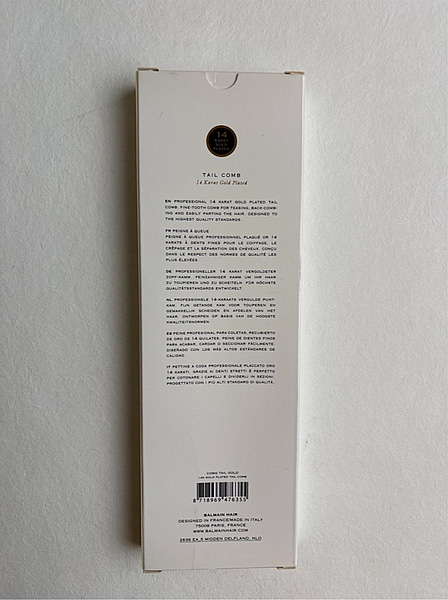 14
KARAT
GOLD
PLATED
TAIL COMB
14 Karat Gold Plated
EN PROFESSIONAL 14 KARAT GOLD PLATED TAIL
COMB. FINE-TOOTH COMB FOR TEASING, BACK-COMB-
ING AND EASILY PARTING THE HAIR. DESIGNED TO
THE HIGHEST QUALITY STANDARDS.
FR PEIGNE À QUEUE
PEIGNE À QUEUE PROFESSIONNEL PLAQUÉ OR 14
KARATS À DENTS FINES POUR LE COIFFAGE, LE
CRÊPAGE ET LA SÉPARATION DES CHEVEUX, CONÇU
DANS LE RESPECT DES NORMES DE QUALITÉ LES
PLUS ÉLEVÉES.
DE PROFESSIONELLER 14 KARAT VERGOLDETER
ZOPF-KAMM. FEINZAHNIGER KAMM UM IHR HAAR
ZU TOUPIEREN UND ZU SCHEITELN. FÜR HÖCHSTE
QUALITÄTSSTANDARDS ENTWICKELT.
NL PROFESSIONELE 14-KARAATS VERGULDE PUNT-
KAM. FIJN GETANDE KAM VOOR TOUPEREN EN
GEMAKKELIJK SCHEIDEN EN AFDELEN VAN HET
HAAR. ONTWORPEN OP BASIS VAN DE HOOGSTE
KWALITEITSNORMEN.
ES PEINE PROFESIONAL PARA COLETAS, RECUBIERTO
DE ORO DE 14 QUILATES. PEINE DE DIENTES FINOS
PARA ACABAR, CARDAR O SECCIONAR FÁCILMENTE.
DISEÑADO CON LOS MÁS ALTOS ESTÁNDARES DE
CALIDAD.
IT PETTINE A CODA PROFESSIONALE PLACCATO ORO
14 KARATI. GRAZIE AI DENTI STRETTI È PERFETTO
PER COTONARE I CAPELLI E DIVIDERLI IN SEZIONI.
PROGETTATO CON I PIÙ ALTI STANDARD DI QUALITÀ.
COMB TAIL GOLD
14K GOLD PLATED TAIL COMB
8 718969 476355
BALMAIN HAIR
DESIGNED IN FRANCE/MADE IN ITALY
75008 PARIS, FRANCE
WWW.BALMAINHAIR.COM
2636 EA,5 MIDDEN DELFLAND, NLD